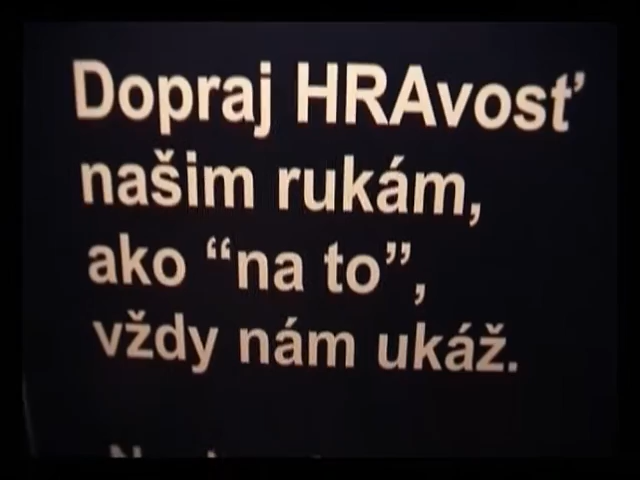 Dopraj HRAvosť
našim rukám,
ako “na to”,
vždy nám ukáž.